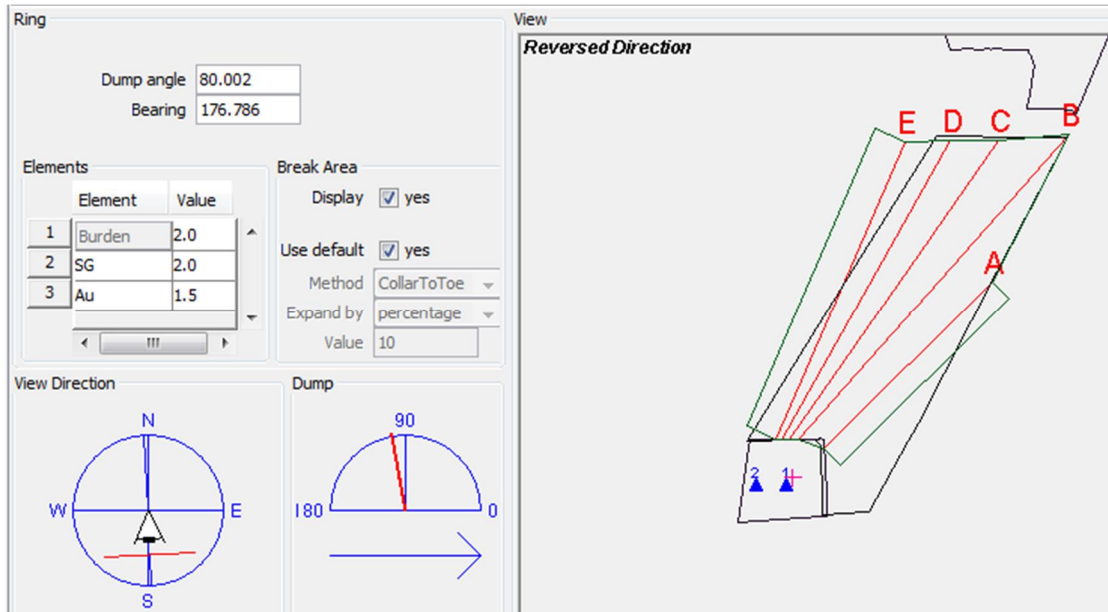 Ring
Dump angle 80.002
Bearing 176.786
Elements
Element Value
1 Burden 2.0
2 SG 2.0
3 Au 1.5
Break Area
Display yes
Use default yes
Method CollarToToe
Expand by percentage
Value 10
View Direction
N
W E
S
Dump
90
180 0
View
Reversed Direction
E D C B
A
2 1